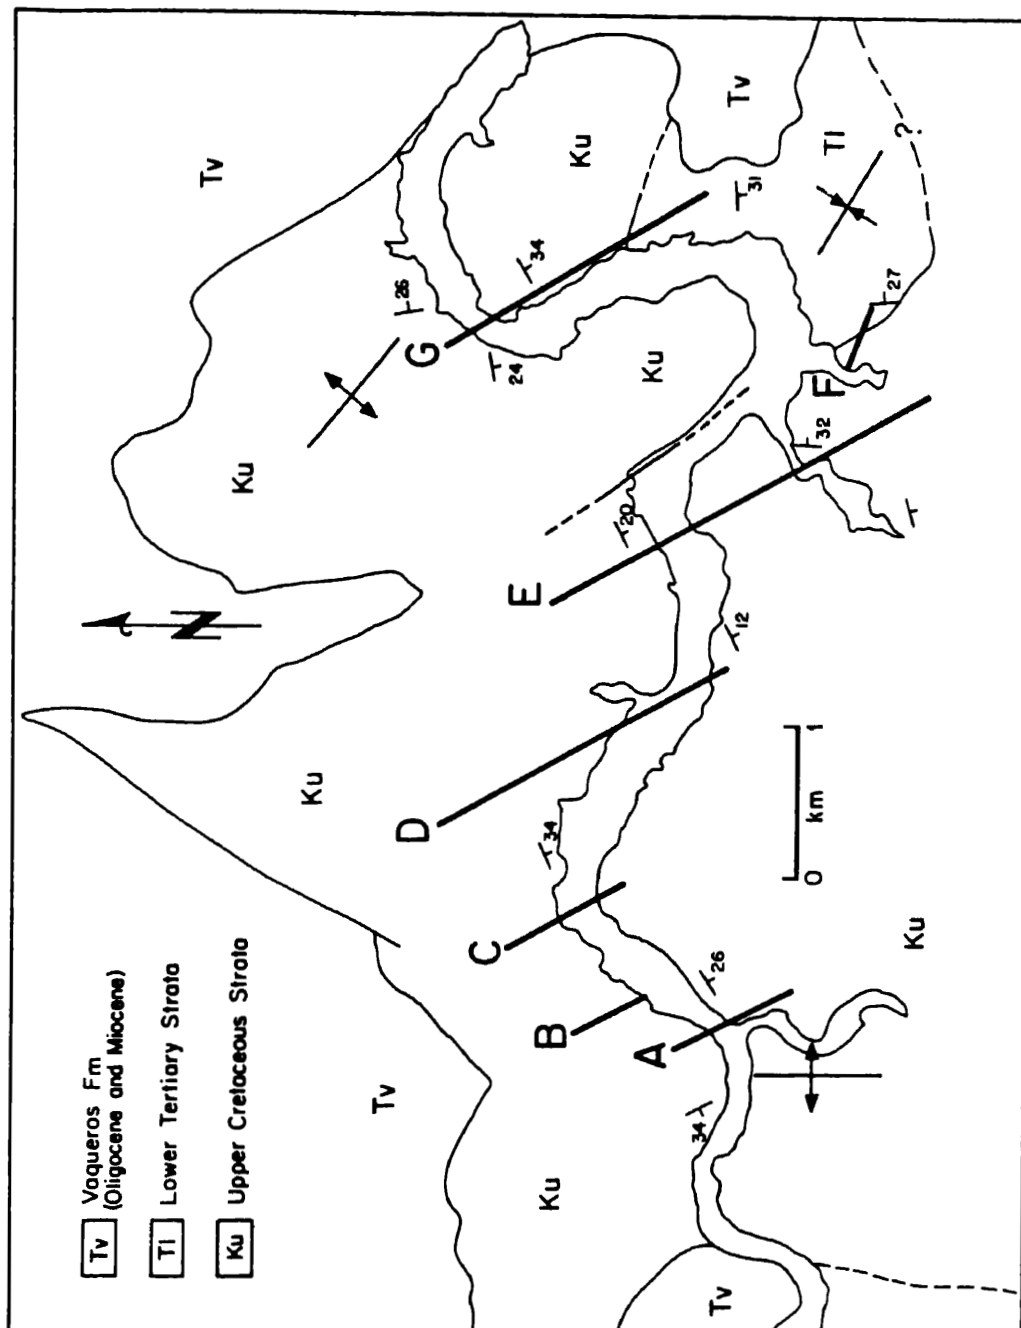 Tv Vaqueros Fm
(Oligocene and Miocene)
Tl Lower Tertiary Strata
Ku Upper Cretaceous Strata
N
Tv
Tv
Ku
Ku
Tv
26
G
34
31
Tl
?
24
Ku
27
F
Ku
E
20
32
12
D
34
C
B
A
26
34
Ku
Ku
Tv
Tv
0 1
km